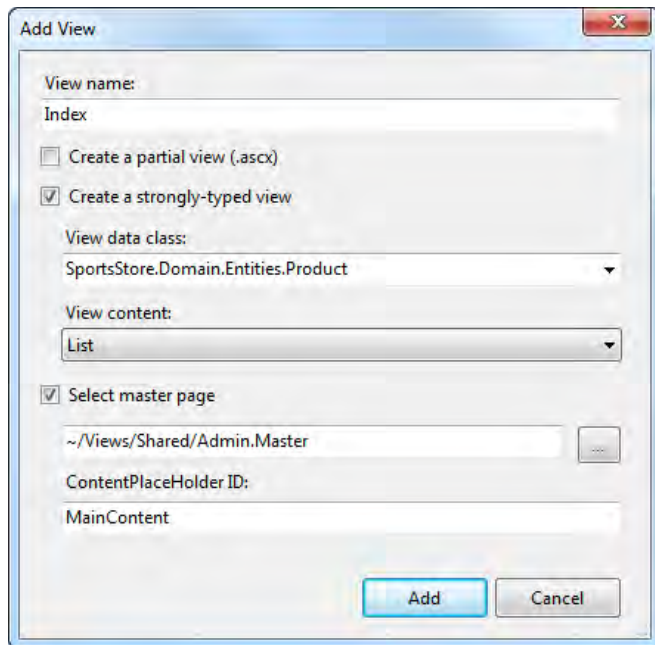 Add View
View name:
Index
Create a partial view (.ascx)
Create a strongly-typed view
View data class:
SportsStore.Domain.Entities.Product
View content:
List
Select master page
~/Views/Shared/Admin.Master
...
ContentPlaceHolder ID:
MainContent
Add Cancel